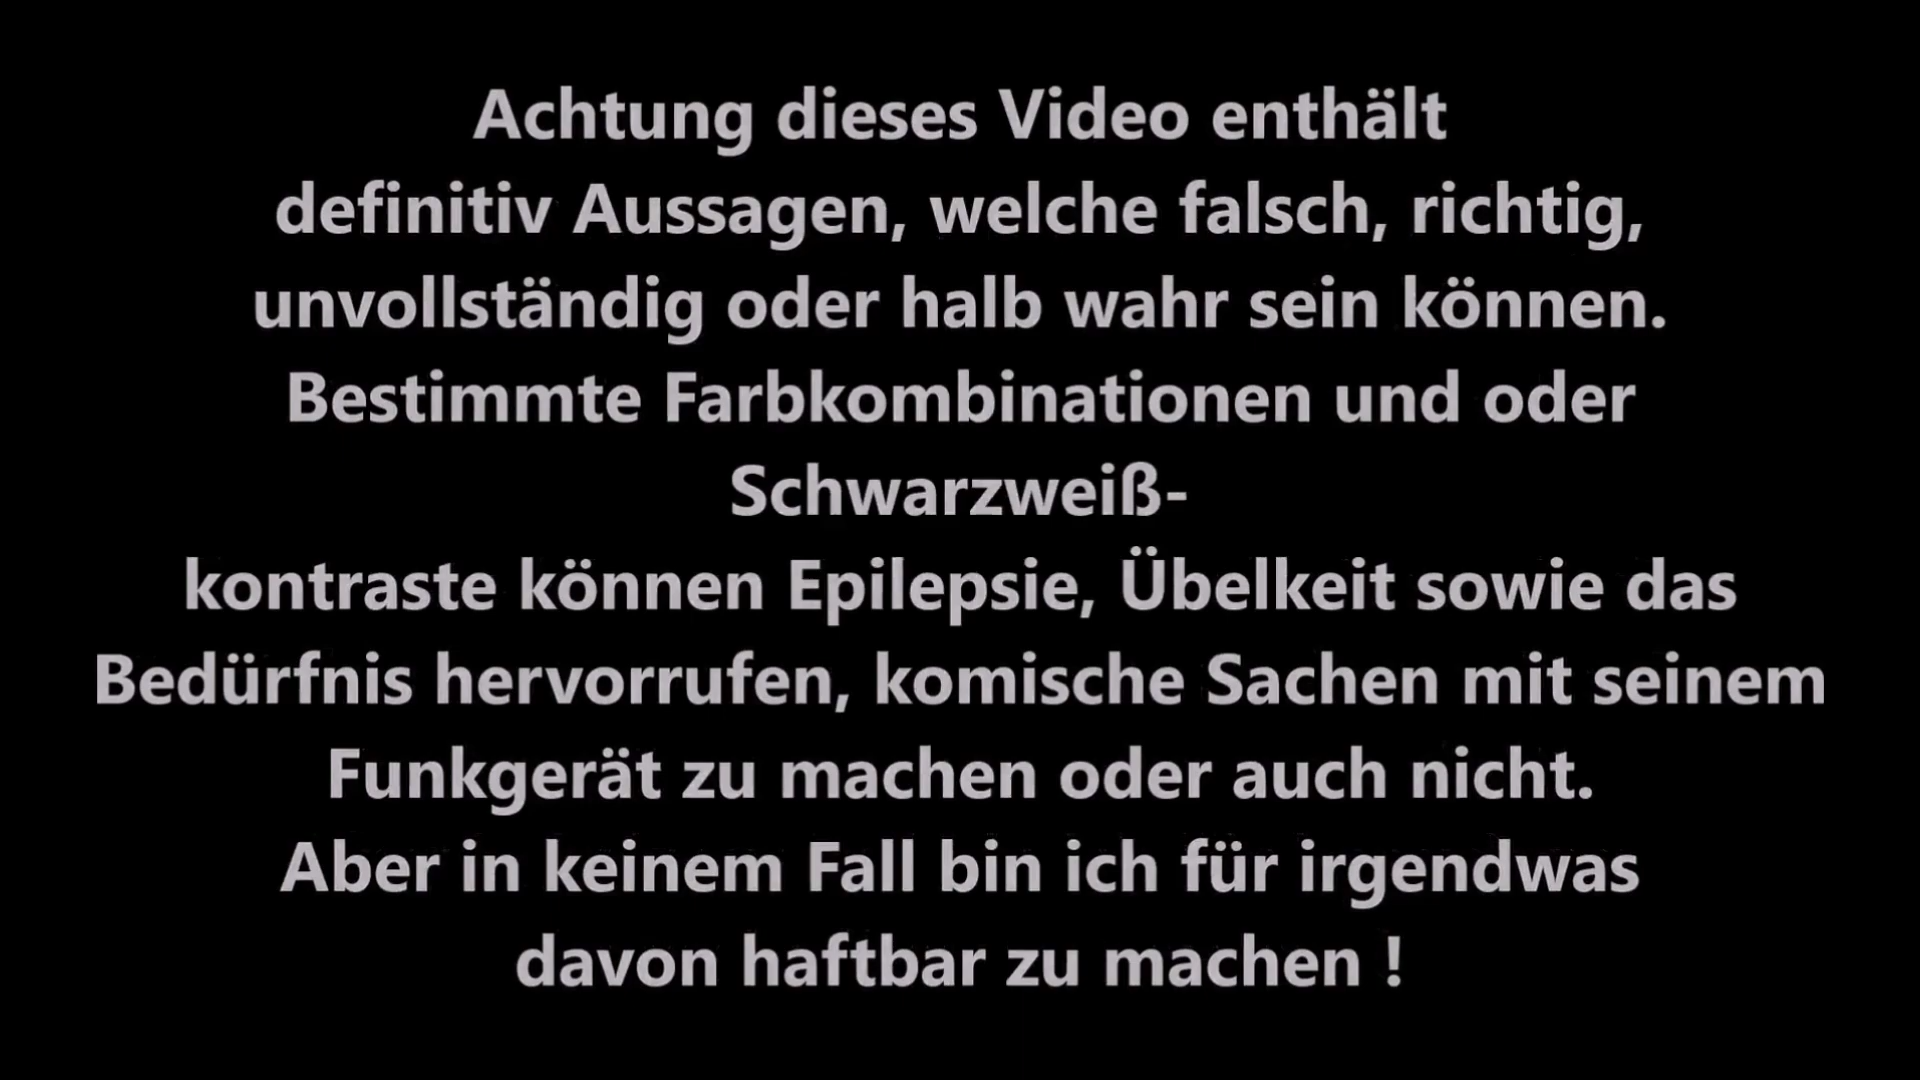 Achtung dieses Video enthält
definitiv Aussagen, welche falsch, richtig,
unvollständig oder halb wahr sein können.
Bestimmte Farbkombinationen und oder
Schwarzweiß-
kontraste können Epilepsie, Übelkeit sowie das
Bedürfnis hervorrufen, komische Sachen mit seinem
Funkgerät zu machen oder auch nicht.
Aber in keinem Fall bin ich für irgendwas
davon haftbar zu machen !